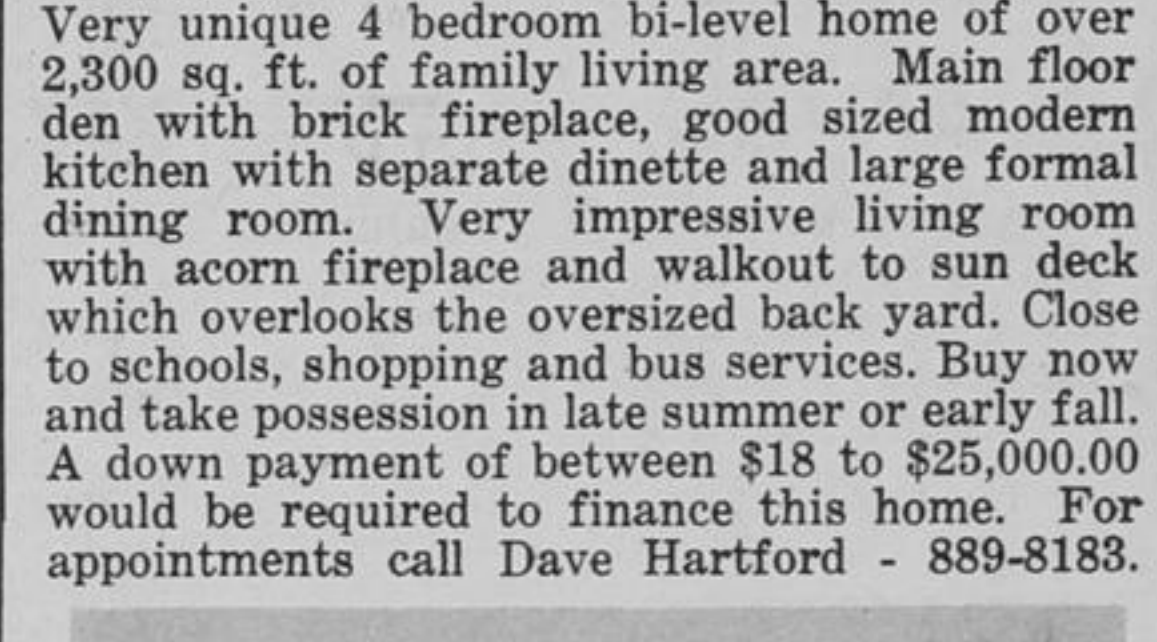 Very unique 4 bedroom bi-level home of over
2,300 sq. ft. of family living area. Main floor
den with brick fireplace, good sized modern
kitchen with separate dinette and large formal
dining room. Very impressive living room
with acorn fireplace and walkout to sun deck
which overlooks the oversized back yard. Close
to schools, shopping and bus services. Buy now
and take possession in late summer or early fall.
A down payment of between $18 to $25,000.00
would be required to finance this home. For
appointments call Dave Hartford - 889-8183.